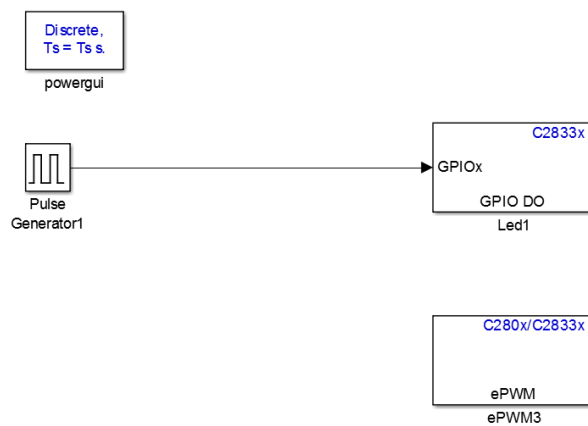 Discrete,
Ts = Ts s.
powergui
Pulse
Generator1
C2833x
GPIOx
GPIO DO
Led1
C280x/C2833x
ePWM
ePWM3